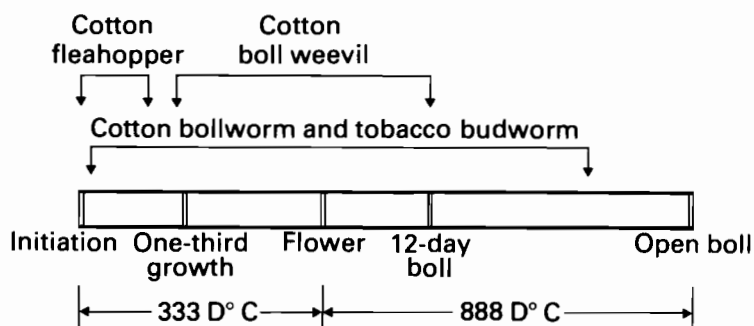 Cotton
fleahopper
Cotton
boll weevil
Cotton bollworm and tobacco budworm
Initiation
One-third
growth
Flower
12-day
boll
Open boll
333 D° C
888 D° C